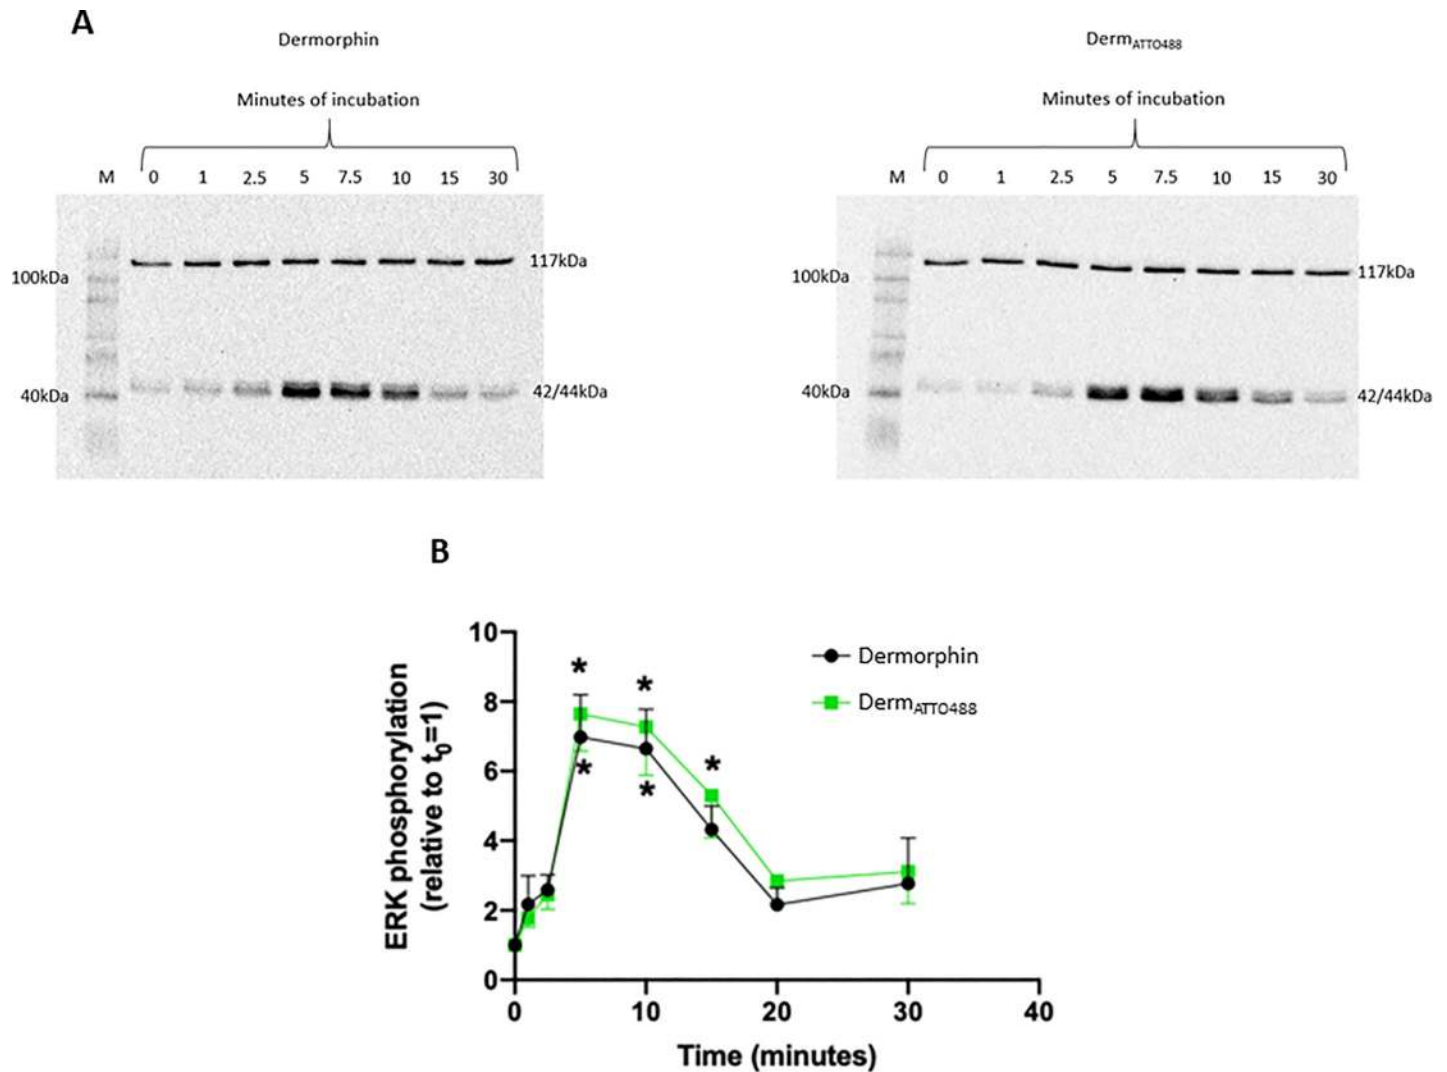 A
Dermorphin
Minutes of incubation
M 0 1 2.5 5 7.5 10 15 30
100kDa
117kDa
40kDa
42/44kDa
Derm_ATTO488
Minutes of incubation
M 0 1 2.5 5 7.5 10 15 30
100kDa
117kDa
40kDa
42/44kDa
B
ERK phosphorylation
(relative to t0=1)
10
8
6
4
2
0
* * *
* *
Dermorphin
Derm_ATTO488
0 10 20 30 40
Time (minutes)